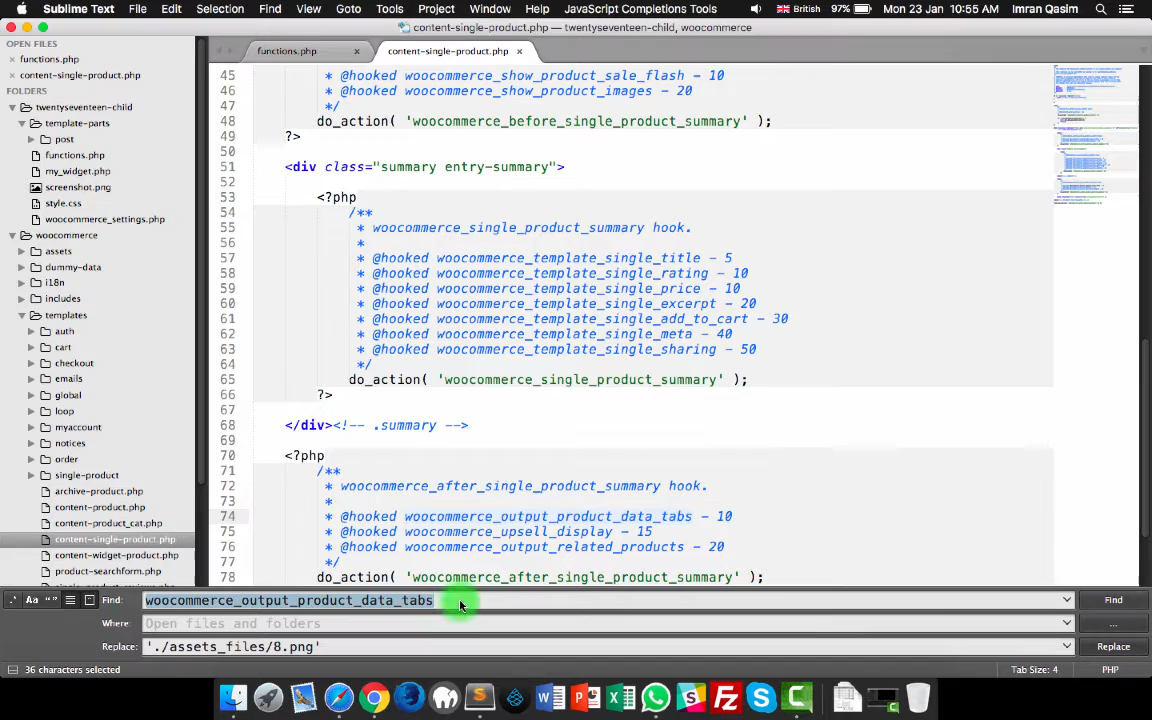 Sublime Text File Edit Selection Find View Goto Tools Project Window Help JavaScript Completions Tools British 97% Mon 23 Jan 10:55 AM Imran Qasim
content-single-product.php — twentyseventeen-child, woocommerce
OPEN FILES
× functions.php
× content-single-product.php
FOLDERS
twentyseventeen-child
template-parts
post
functions.php
my_widget.php
screenshot.png
style.css
woocommerce_settings.php
woocommerce
assets
dummy-data
i18n
includes
templates
auth
cart
checkout
emails
global
loop
myaccount
notices
order
single-product
archive-product.php
content-product.php
content-product_cat.php
content-single-product.php
content-widget-product.php
product-searchform.php
functions.php × content-single-product.php ×
45 * @hooked woocommerce_show_product_sale_flash - 10
46 * @hooked woocommerce_show_product_images - 20
47 */
48 do_action( 'woocommerce_before_single_product_summary' );
49 ?>
50
51 <div class="summary entry-summary">
52
53 <?php
54 /**
55 * woocommerce_single_product_summary hook.
56 *
57 * @hooked woocommerce_template_single_title - 5
58 * @hooked woocommerce_template_single_rating - 10
59 * @hooked woocommerce_template_single_price - 10
60 * @hooked woocommerce_template_single_excerpt - 20
61 * @hooked woocommerce_template_single_add_to_cart - 30
62 * @hooked woocommerce_template_single_meta - 40
63 * @hooked woocommerce_template_single_sharing - 50
64 */
65 do_action( 'woocommerce_single_product_summary' );
66 ?>
67
68 </div><!-- .summary -->
69
70 <?php
71 /**
72 * woocommerce_after_single_product_summary hook.
73 *
74 * @hooked woocommerce_output_product_data_tabs - 10
75 * @hooked woocommerce_upsell_display - 15
76 * @hooked woocommerce_output_related_products - 20
77 */
78 do_action( 'woocommerce_after_single_product_summary' );
.* Aa “” Find: woocommerce_output_product_data_tabs Find
Where: Open files and folders ...
Replace: './assets_files/8.png' Replace
36 characters selected Tab Size: 4 PHP